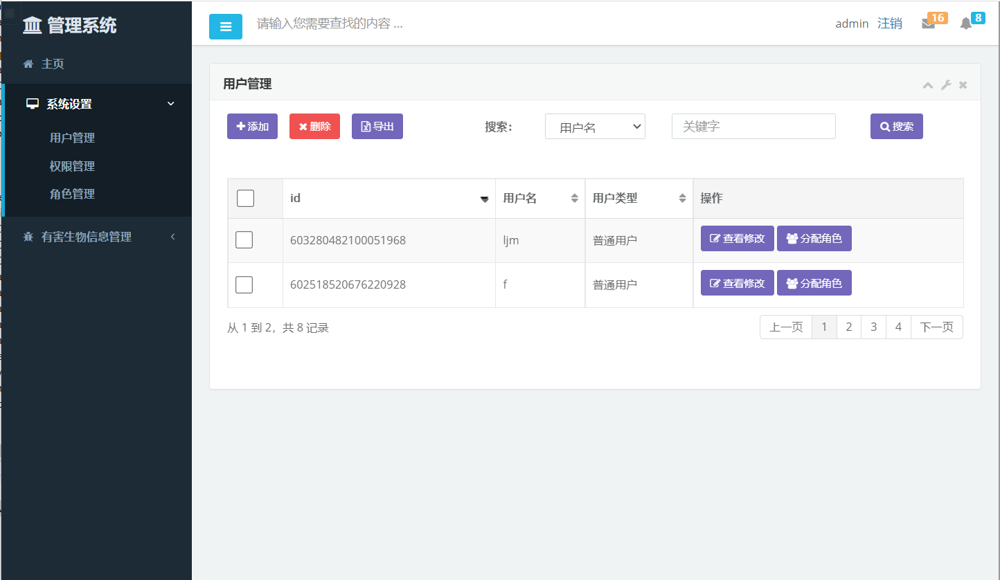 管理系统
主页
系统设置
用户管理
权限管理
角色管理
有害生物信息管理
请输入您需要查找的内容 ...
admin 注销 16 8
用户管理
添加 删除 导出 搜索： 用户名 关键字 搜索
id 用户名 用户类型 操作
603280482100051968 ljm 普通用户 查看修改 分配角色
602518520676220928 f 普通用户 查看修改 分配角色
从 1 到 2，共 8 记录
上一页 1 2 3 4 下一页